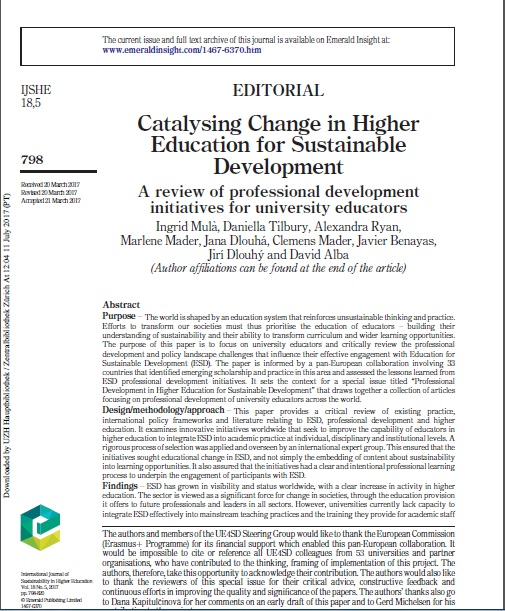 The current issue and full text archive of this journal is available on Emerald Insight at:
www.emeraldinsight.com/1467-6370.htm
IJSHE
18,5
798
Received 20 March 2017
Revised 20 March 2017
Accepted 21 March 2017
Downloaded by UZH Hauptbibliothek / Zentralbibliothek Zürich At 12:04 11 July 2017 (PT)
EDITORIAL
Catalysing Change in Higher
Education for Sustainable
Development
A review of professional development
initiatives for university educators
Ingrid Mulà, Daniella Tilbury, Alexandra Ryan,
Marlene Mader, Jana Dlouhá, Clemens Mader, Javier Benayas,
Jirí Dlouhý and David Alba
(Author affiliations can be found at the end of the article)
Abstract
Purpose – The world is shaped by an education system that reinforces unsustainable thinking and practice.
Efforts to transform our societies must thus prioritise the education of educators – building their
understanding of sustainability and their ability to transform curriculum and wider learning opportunities.
The purpose of this paper is to focus on university educators and critically review the professional
development and policy landscape challenges that influence their effective engagement with Education for
Sustainable Development (ESD). The paper is informed by a pan-European collaboration involving 33
countries that identified emerging scholarship and practice in this area and assessed the lessons learned from
ESD professional development initiatives. It sets the context for a special issue titled "Professional
Development in Higher Education for Sustainable Development" that draws together a collection of articles
focusing on professional development of university educators across the world.
Design/methodology/approach – This paper provides a critical review of existing practice,
international policy frameworks and literature relating to ESD, professional development and higher
education. It examines innovative initiatives worldwide that seek to improve the capability of educators in
higher education to integrate ESD into academic practice at individual, disciplinary and institutional levels. A
rigorous process of selection was applied and overseen by an international expert group. This ensured that the
initiatives sought educational change in ESD, and not simply the embedding of content about sustainability
into learning opportunities. It also assured that the initiatives had a clear and intentional professional learning
process to underpin the engagement of participants with ESD.
Findings – ESD has grown in visibility and status worldwide, with a clear increase in activity in higher
education. The sector is viewed as a significant force for change in societies, through the education provision
it offers to future professionals and leaders in all sectors. However, universities currently lack capacity to
integrate ESD effectively into mainstream teaching practices and the training they provide for academic staff
The authors and members of the UE4SD Steering Group would like to thank the European Commission
(Erasmus+ Programme) for its financial support which enabled this pan-European collaboration. It
would be impossible to cite or reference all UE4SD colleagues from 53 universities and partner
organisations, who have contributed to the thinking, framing of implementation of this project. The
authors, therefore, take this opportunity to acknowledge their contribution. The authors would also like
to thank the reviewers of this special issue for their critical advice, constructive feedback and
continuous efforts in improving the quality and significance of the papers. The authors' thanks also go
to Dana Kapitulčinová for her comments on an early draft of this paper and to Gerd Michelsen for his
International Journal of
Sustainability in Higher Education
Vol. 18 No. 5, 2017
pp. 798-820
© Emerald Publishing Limited
1467-6370